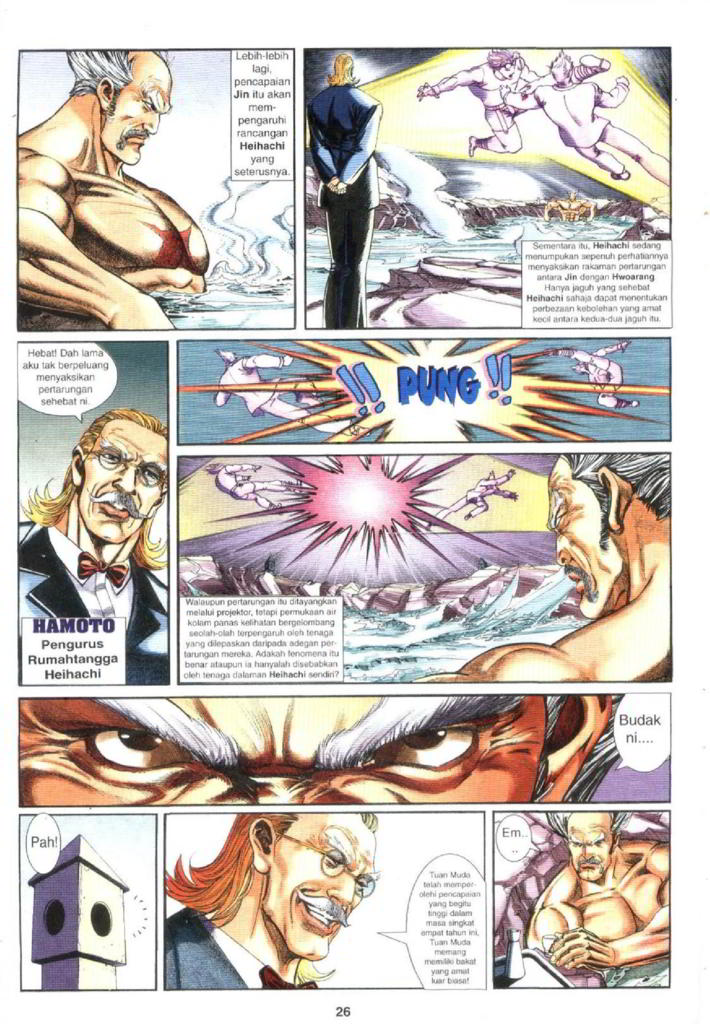 Lebih-lebih
lagi,
pencapaian
Jin itu akan
mem-
pengaruhi
rancangan
Heihachi
yang
seterusnya.
Sementara itu, Heihachi sedang
menumpukan sepenuh perhatiannya
menyaksikan rakaman pertarungan
antara Jin dengan Hwoarang.
Hanya jaguh yang sehebat
Heihachi sahaja dapat menentukan
perbezaan kebolehan yang amat
kecil antara kedua-dua jaguh itu.
Hebat! Dah lama
aku tak berpeluang
menyaksikan
pertarungan
sehebat ni.
HAMOTO
Pengurus
Rumahtangga
Heihachi
!! PUNG !!
Walaupun pertarungan itu ditayangkan
melalui projektor, tetapi permukaan air
kolam panas kelihatan bergelombang
seolah-olah terpengaruh oleh tenaga
yang dilepaskan daripada adegan per-
tarungan mereka. Adakah fenomena itu
benar ataupun ia hanyalah disebabkan
oleh tenaga dalaman Heihachi sendiri?
Budak
ni....
Pah!
Tuan Muda
telah memper-
olehi pencapaian
yang begitu
tinggi dalam
masa singkat
empat tahun ini,
Tuan Muda
memang
memiliki bakat
yang amat
luar biasa!
Em..
..
26